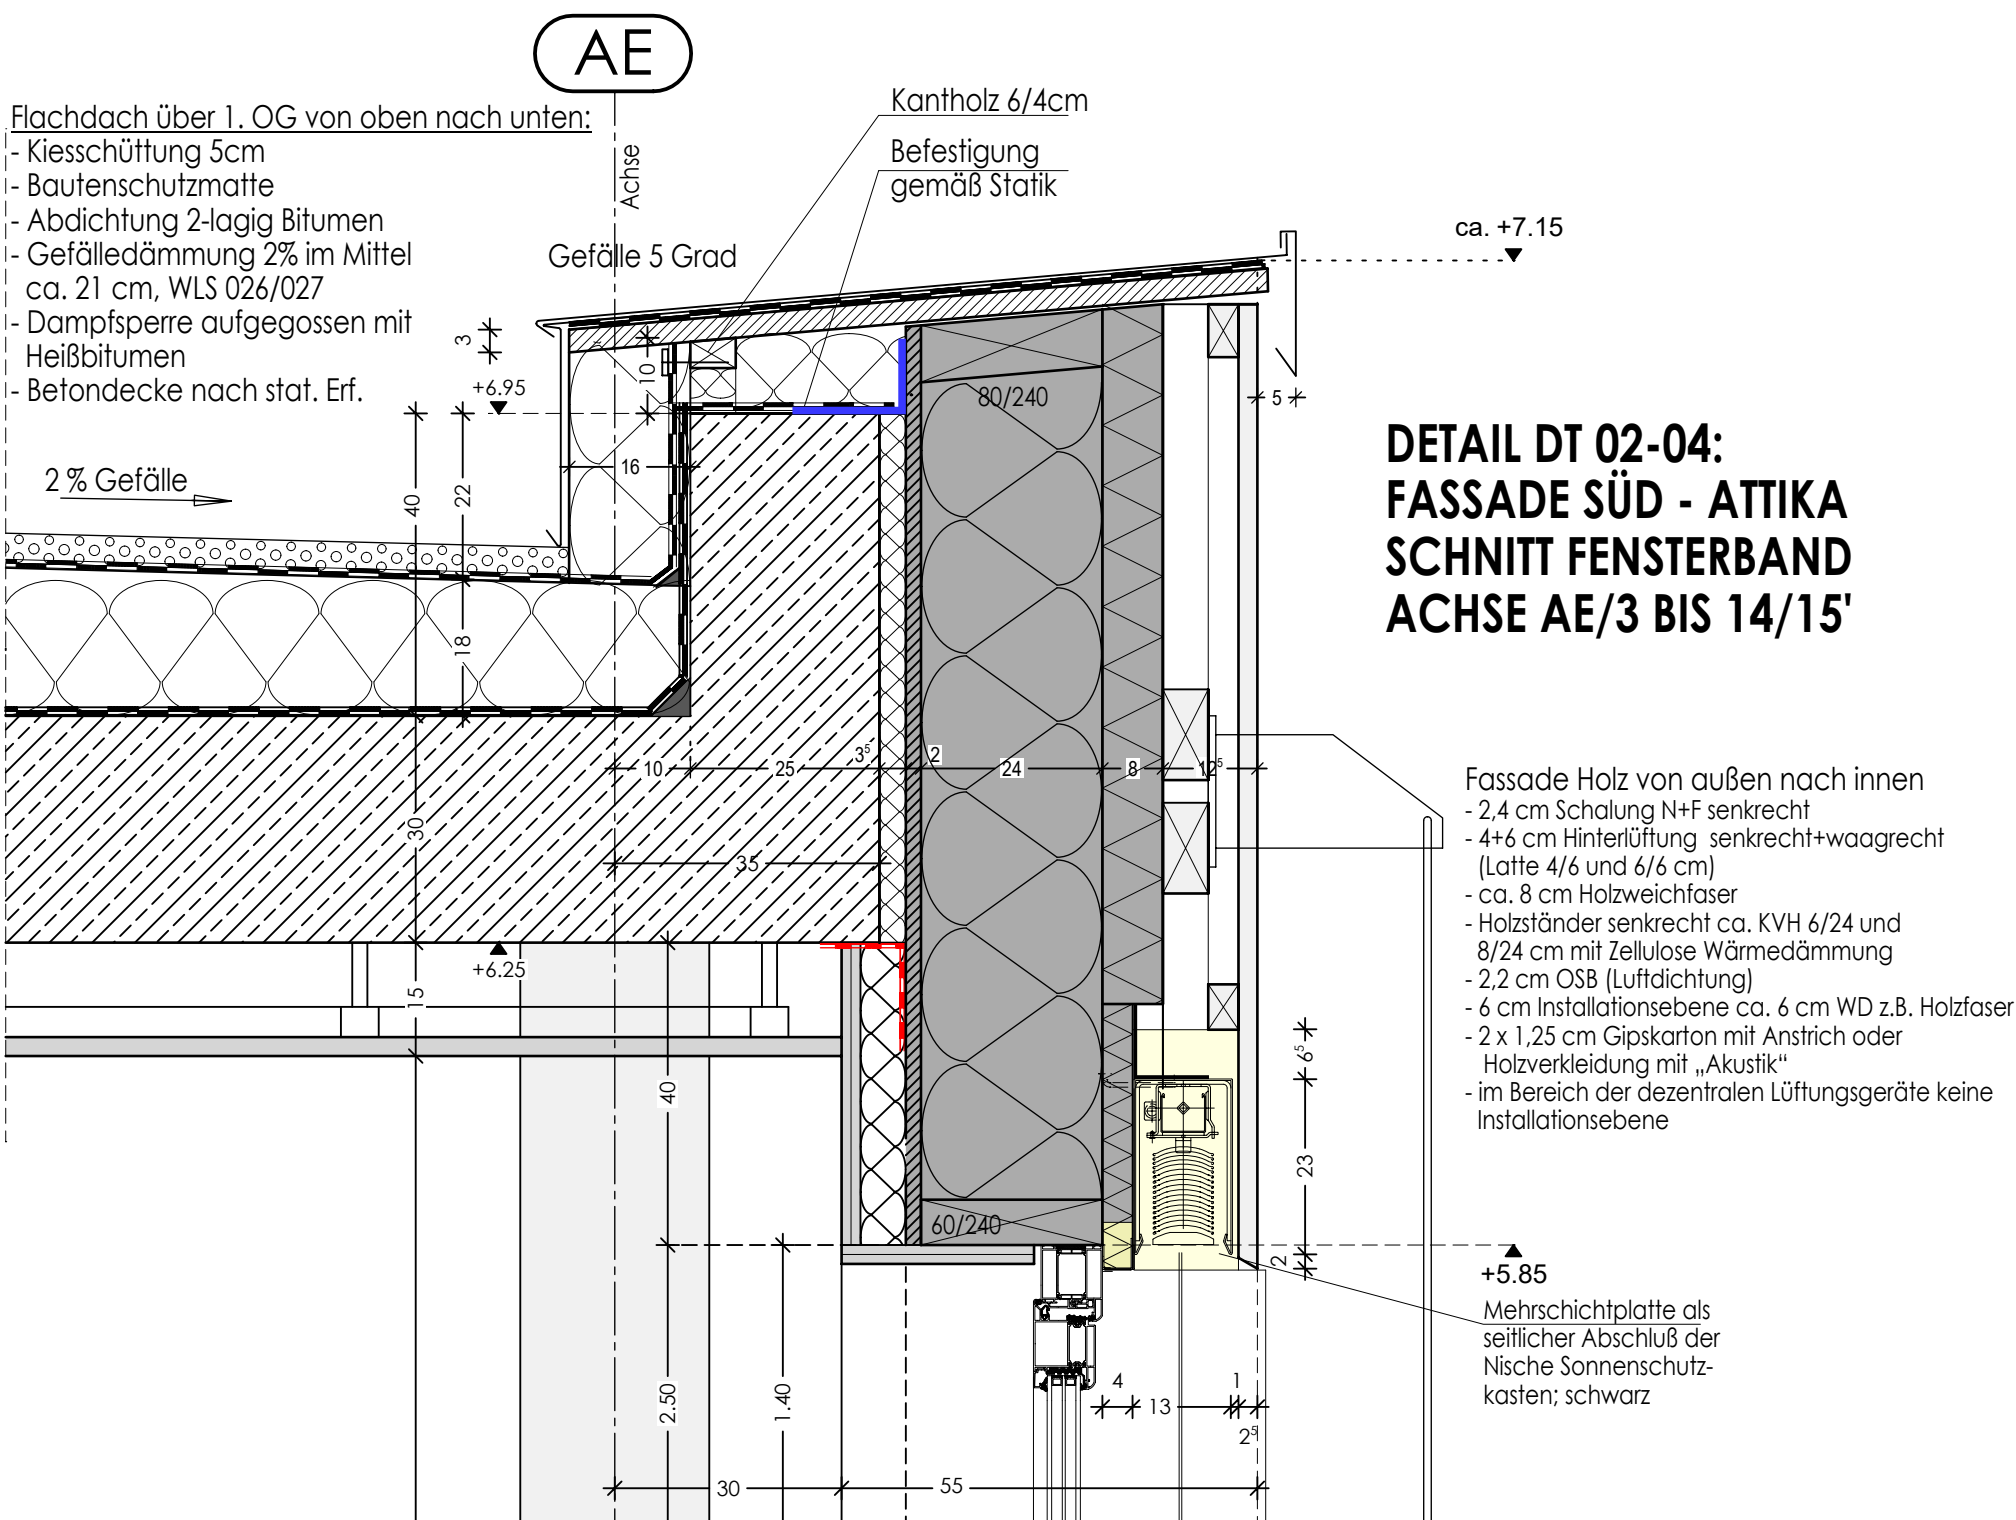 AE
Flachdach über 1. OG von oben nach unten:
- Kiesschüttung 5cm
- Bautenschutzmatte
- Abdichtung 2-lagig Bitumen
- Gefälledämmung 2% im Mittel
ca. 21 cm, WLS 026/027
- Dampfsperre aufgegossen mit
Heißbitumen
- Betondecke nach stat. Erf.
Achse
Kantholz 6/4cm
Befestigung
gemäß Statik
Gefälle 5 Grad
ca. +7.15
3
10
+6.95
80/240
5
2 % Gefälle
16
40
22
18
DETAIL DT 02-04:
FASSADE SÜD - ATTIKA
SCHNITT FENSTERBAND
ACHSE AE/3 BIS 14/15'
10
25
3⁵
2
24
8
12⁵
30
35
Fassade Holz von außen nach innen
- 2,4 cm Schalung N+F senkrecht
- 4+6 cm Hinterlüftung senkrecht+waagrecht
(Latte 4/6 und 6/6 cm)
- ca. 8 cm Holzweichfaser
- Holzständer senkrecht ca. KVH 6/24 und
8/24 cm mit Zellulose Wärmedämmung
- 2,2 cm OSB (Luftdichtung)
- 6 cm Installationsebene ca. 6 cm WD z.B. Holzfaser
- 2 x 1,25 cm Gipskarton mit Anstrich oder
Holzverkleidung mit „Akustik“
- im Bereich der dezentralen Lüftungsgeräte keine
Installationsebene
+6.25
15
40
6⁵
23
2
60/240
+5.85
Mehrschichtplatte als
seitlicher Abschluß der
Nische Sonnenschutz-
kasten; schwarz
2.50
1.40
4
13
1
2⁵
30
55